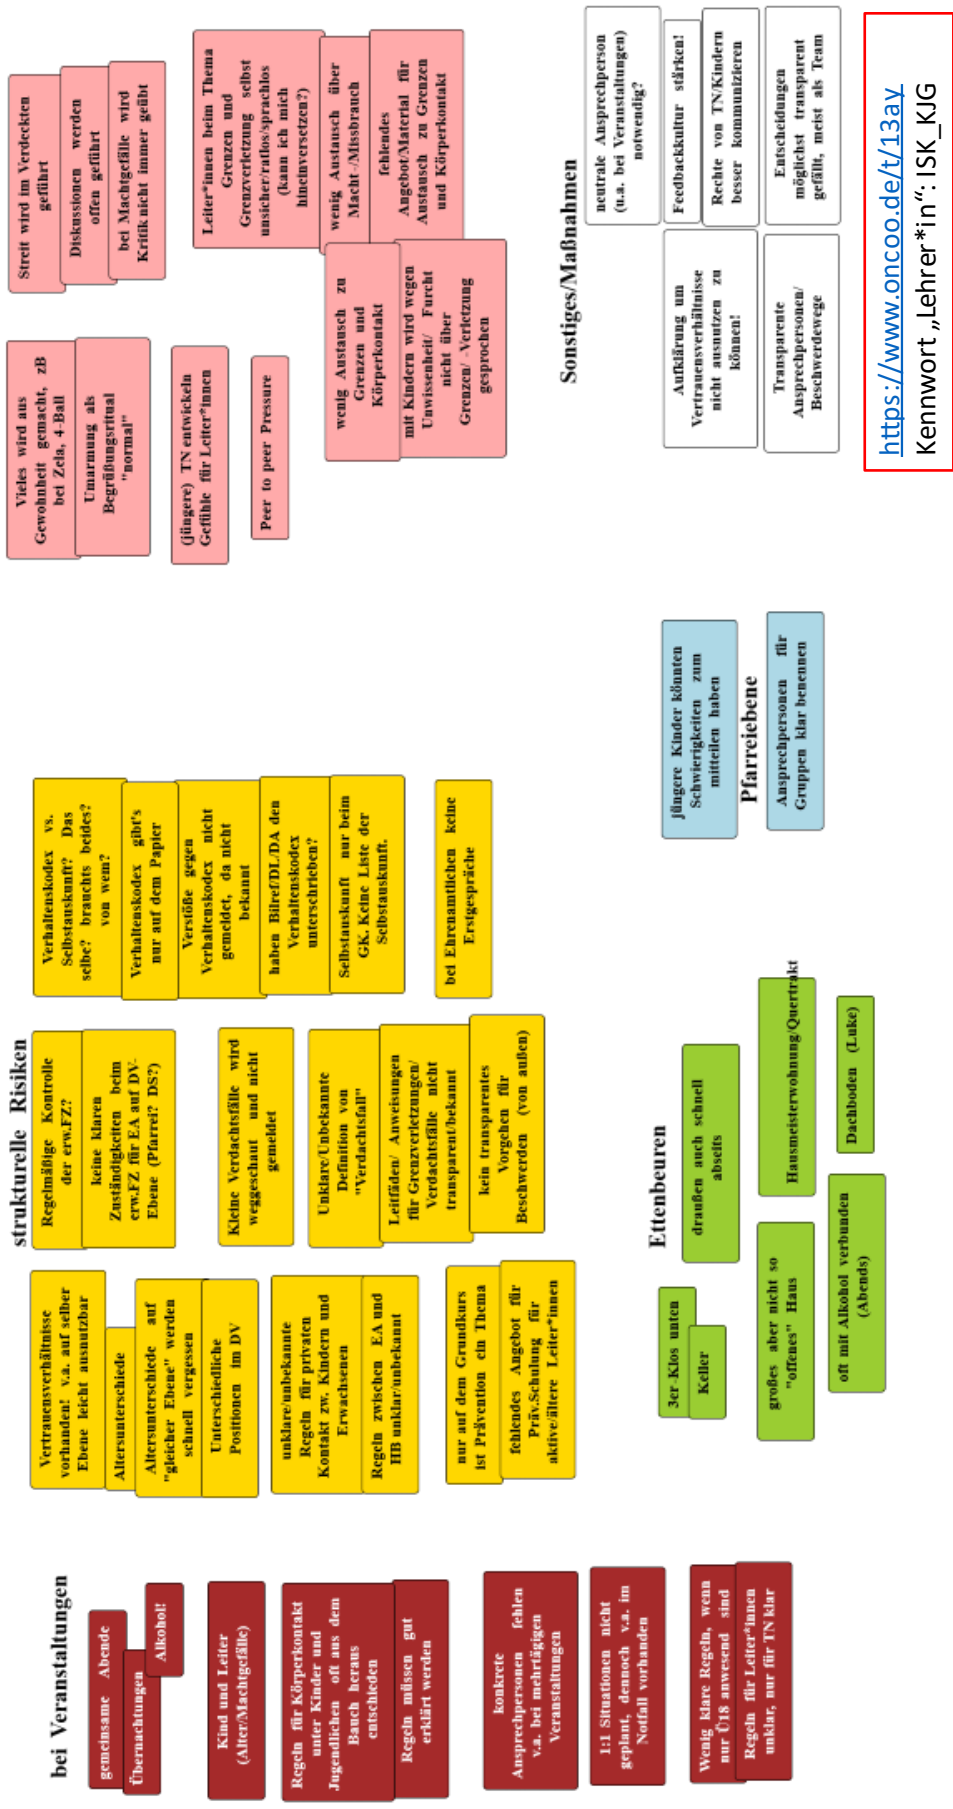 bei Veranstaltungen
gemeinsame Abende
Übernachtungen
Alkohol!
Kind und Leiter
(Alter/Machtgefälle)
Regeln für Körperkontakt
unter Kinder und
Jugendlichen oft aus dem
Bauch heraus
entschieden
Regeln müssen gut
erklärt werden
konkrete
Ansprechpersonen fehlen
v.a. bei mehrtägigen
Veranstaltungen
1:1 Situationen nicht
geplant, dennoch v.a. im
Notfall vorhanden
Wenig klare Regeln, wenn
nur Ü18 anwesend sind
Regeln für Leiter*innen
unklar, nur für TN klar
strukturelle Risiken
Vertrauensverhältnisse
vorhanden! v.a. auf selber
Ebene leicht ausnutzbar
Altersunterschiede
Altersunterschiede auf
"gleicher Ebene" werden
schnell vergessen
Unterschiedliche
Positionen im DV
unklare/unbekannte
Regeln für privaten
Kontakt zw. Kindern und
Erwachsenen
Regeln zwischen EA und
HB unklar/unbekannt
nur auf dem Grundkurs
ist Prävention ein Thema
fehlendes Angebot für
Präv.Schulung für
aktive/ältere Leiter*innen
Regelmäßige Kontrolle
der erw.FZ?
keine klaren
Zuständigkeiten beim
erw.FZ für EA auf DV-
Ebene (Pfarrei? DS?)
Kleine Verdachtsfälle wird
weggeschaut und nicht
gemeldet
Unklare/Unbekannte
Definition von
"Verdachtsfall"
Leitfäden/ Anweisungen
für Grenzverletzungen/
Verdachtsfälle nicht
transparent/bekannt
kein transparentes
Vorgehen für
Beschwerden (von außen)
Verhaltenskodex vs.
Selbstauskunft? Das
selbe? brauchts beides?
von wem?
Verhaltenskodex gibt's
nur auf dem Papier
Verstöße gegen
Verhaltenskodex nicht
gemeldet, da nicht
bekannt
haben Bilref/DL/DA den
Verhaltenskodex
unterschrieben?
Selbstauskunft nur beim
GK. Keine Liste der
Selbstauskunft.
bei Ehrenamtlichen keine
Erstgespräche
Ettenbeuren
3er-Klos unten
Keller
großes aber nicht so
"offenes" Haus
oft mit Alkohol verbunden
(Abends)
draußen auch schnell
abseits
Hausmeisterwohnung/Quertrakt
Dachboden (Luke)
jüngere Kinder könnten
Schwierigkeiten zum
mitteilen haben
Pfarreiebene
Ansprechpersonen für
Gruppen klar benennen
Vieles wird aus
Gewohnheit gemacht, zB
bei Zela, 4-Ball
Umarmung als
Begrüßungsritual
"normal"
(jüngere) TN entwickeln
Gefühle für Leiter*innen
Peer to peer Pressure
Streit wird im Verdeckten
geführt
Diskussionen werden
offen geführt
bei Machtgefälle wird
Kritik nicht immer geübt
Leiter*innen beim Thema
Grenzen und
Grenzverletzung selbst
unsicher/ratlos/sprachlos
(kann ich mich
hineinversetzen?)
wenig Austausch über
Macht-/Missbrauch
fehlendes
Angebot/Material für
Austausch zu Grenzen
und Körperkontakt
wenig Austausch zu
Grenzen und
Körperkontakt
mit Kindern wird wegen
Unwissenheit/ Furcht
nicht über
Grenzen/-Verletzung
gesprochen
Sonstiges/Maßnahmen
neutrale Ansprechperson
(u.a. bei Veranstaltungen)
notwendig?
Feedbackkultur stärken!
Rechte von TN/Kindern
besser kommunizieren
Entscheidungen
möglichst transparent
gefällt, meist als Team
Aufklärung um
Vertrauensverhältnisse
nicht ausnutzen zu
können!
Transparente
Ansprechpersonen/
Beschwerdewege
https://www.oncoo.de/t/13ay
Kennwort „Lehrer*in“: ISK_KJG